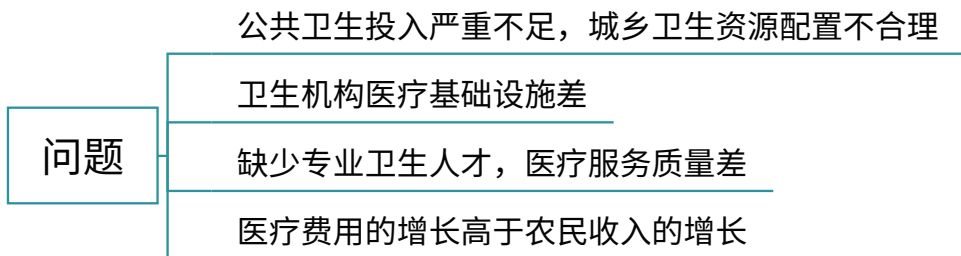 公共卫生投入严重不足，城乡卫生资源配置不合理
卫生机构医疗基础设施差
问题
缺少专业卫生人才，医疗服务质量差
医疗费用的增长高于农民收入的增长